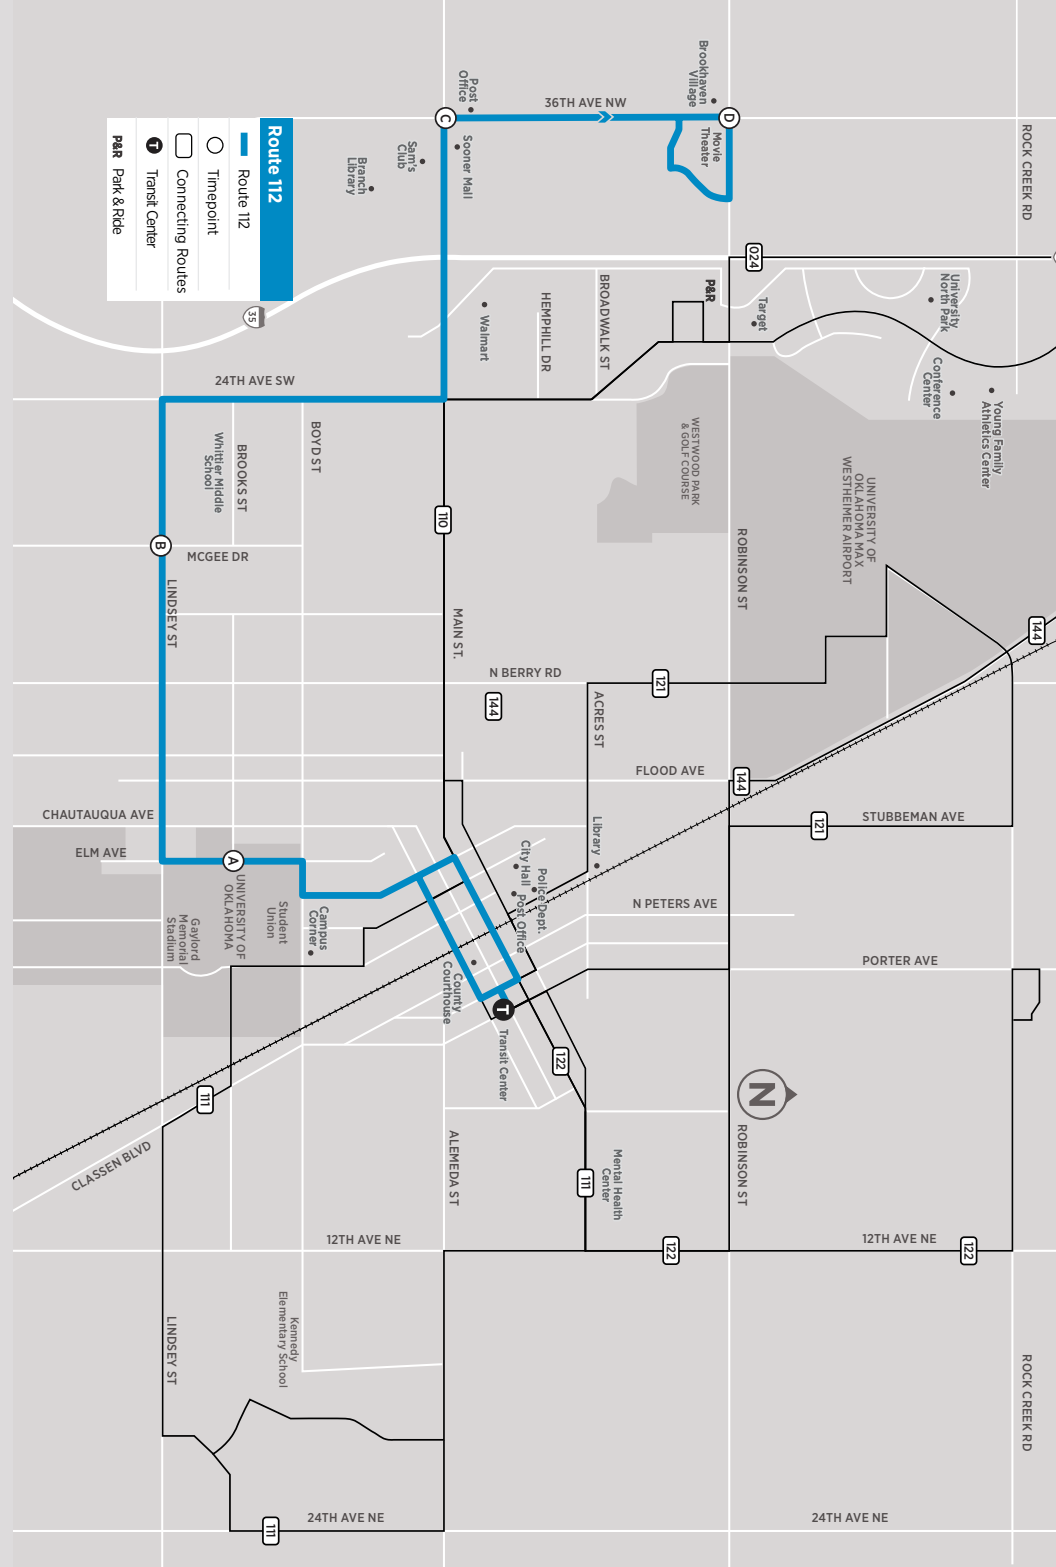 Route 112
Route 112
Timepoint
Connecting Routes
T
Transit Center
P&R
Park & Ride
35
Brookhaven
Village
Post
Office
36TH AVE NW
C
D
Movie
Theater
Sooner Mall
Sam's
Club
Branch
Library
ROCK CREEK RD
024
P&R
Target
University
North Park
BROADWALK ST
HEMPHILL DR
Walmart
Conference
Center
Young Family
Athletics Center
24TH AVE SW
BOYD ST
BROOKS ST
Whittier Middle
School
WESTWOOD PARK
& GOLF COURSE
UNIVERSITY OF
OKLAHOMA MAX
WESTHEIMER AIRPORT
110
ROBINSON ST
B
MCGEE DR
LINDSEY ST
MAIN ST.
144
N BERRY RD
121
144
ACRES ST
FLOOD AVE
144
CHAUTAUQUA AVE
STUBBEMAN AVE
121
ELM AVE
A
Library
City Hall
Police Dept.
Post Office
UNIVERSITY OF
OKLAHOMA
Student
Union
Campus
Corner
Gaylord
Memorial
Stadium
N PETERS AVE
PORTER AVE
County
Courthouse
T
Transit Center
122
N
111
CLASSEN BLVD
ALEMEDA ST
ROBINSON ST
111
Mental Health
Center
12TH AVE NE
122
12TH AVE NE
122
Kennedy
Elementary School
LINDSEY ST
ROCK CREEK RD
111
24TH AVE NE
24TH AVE NE